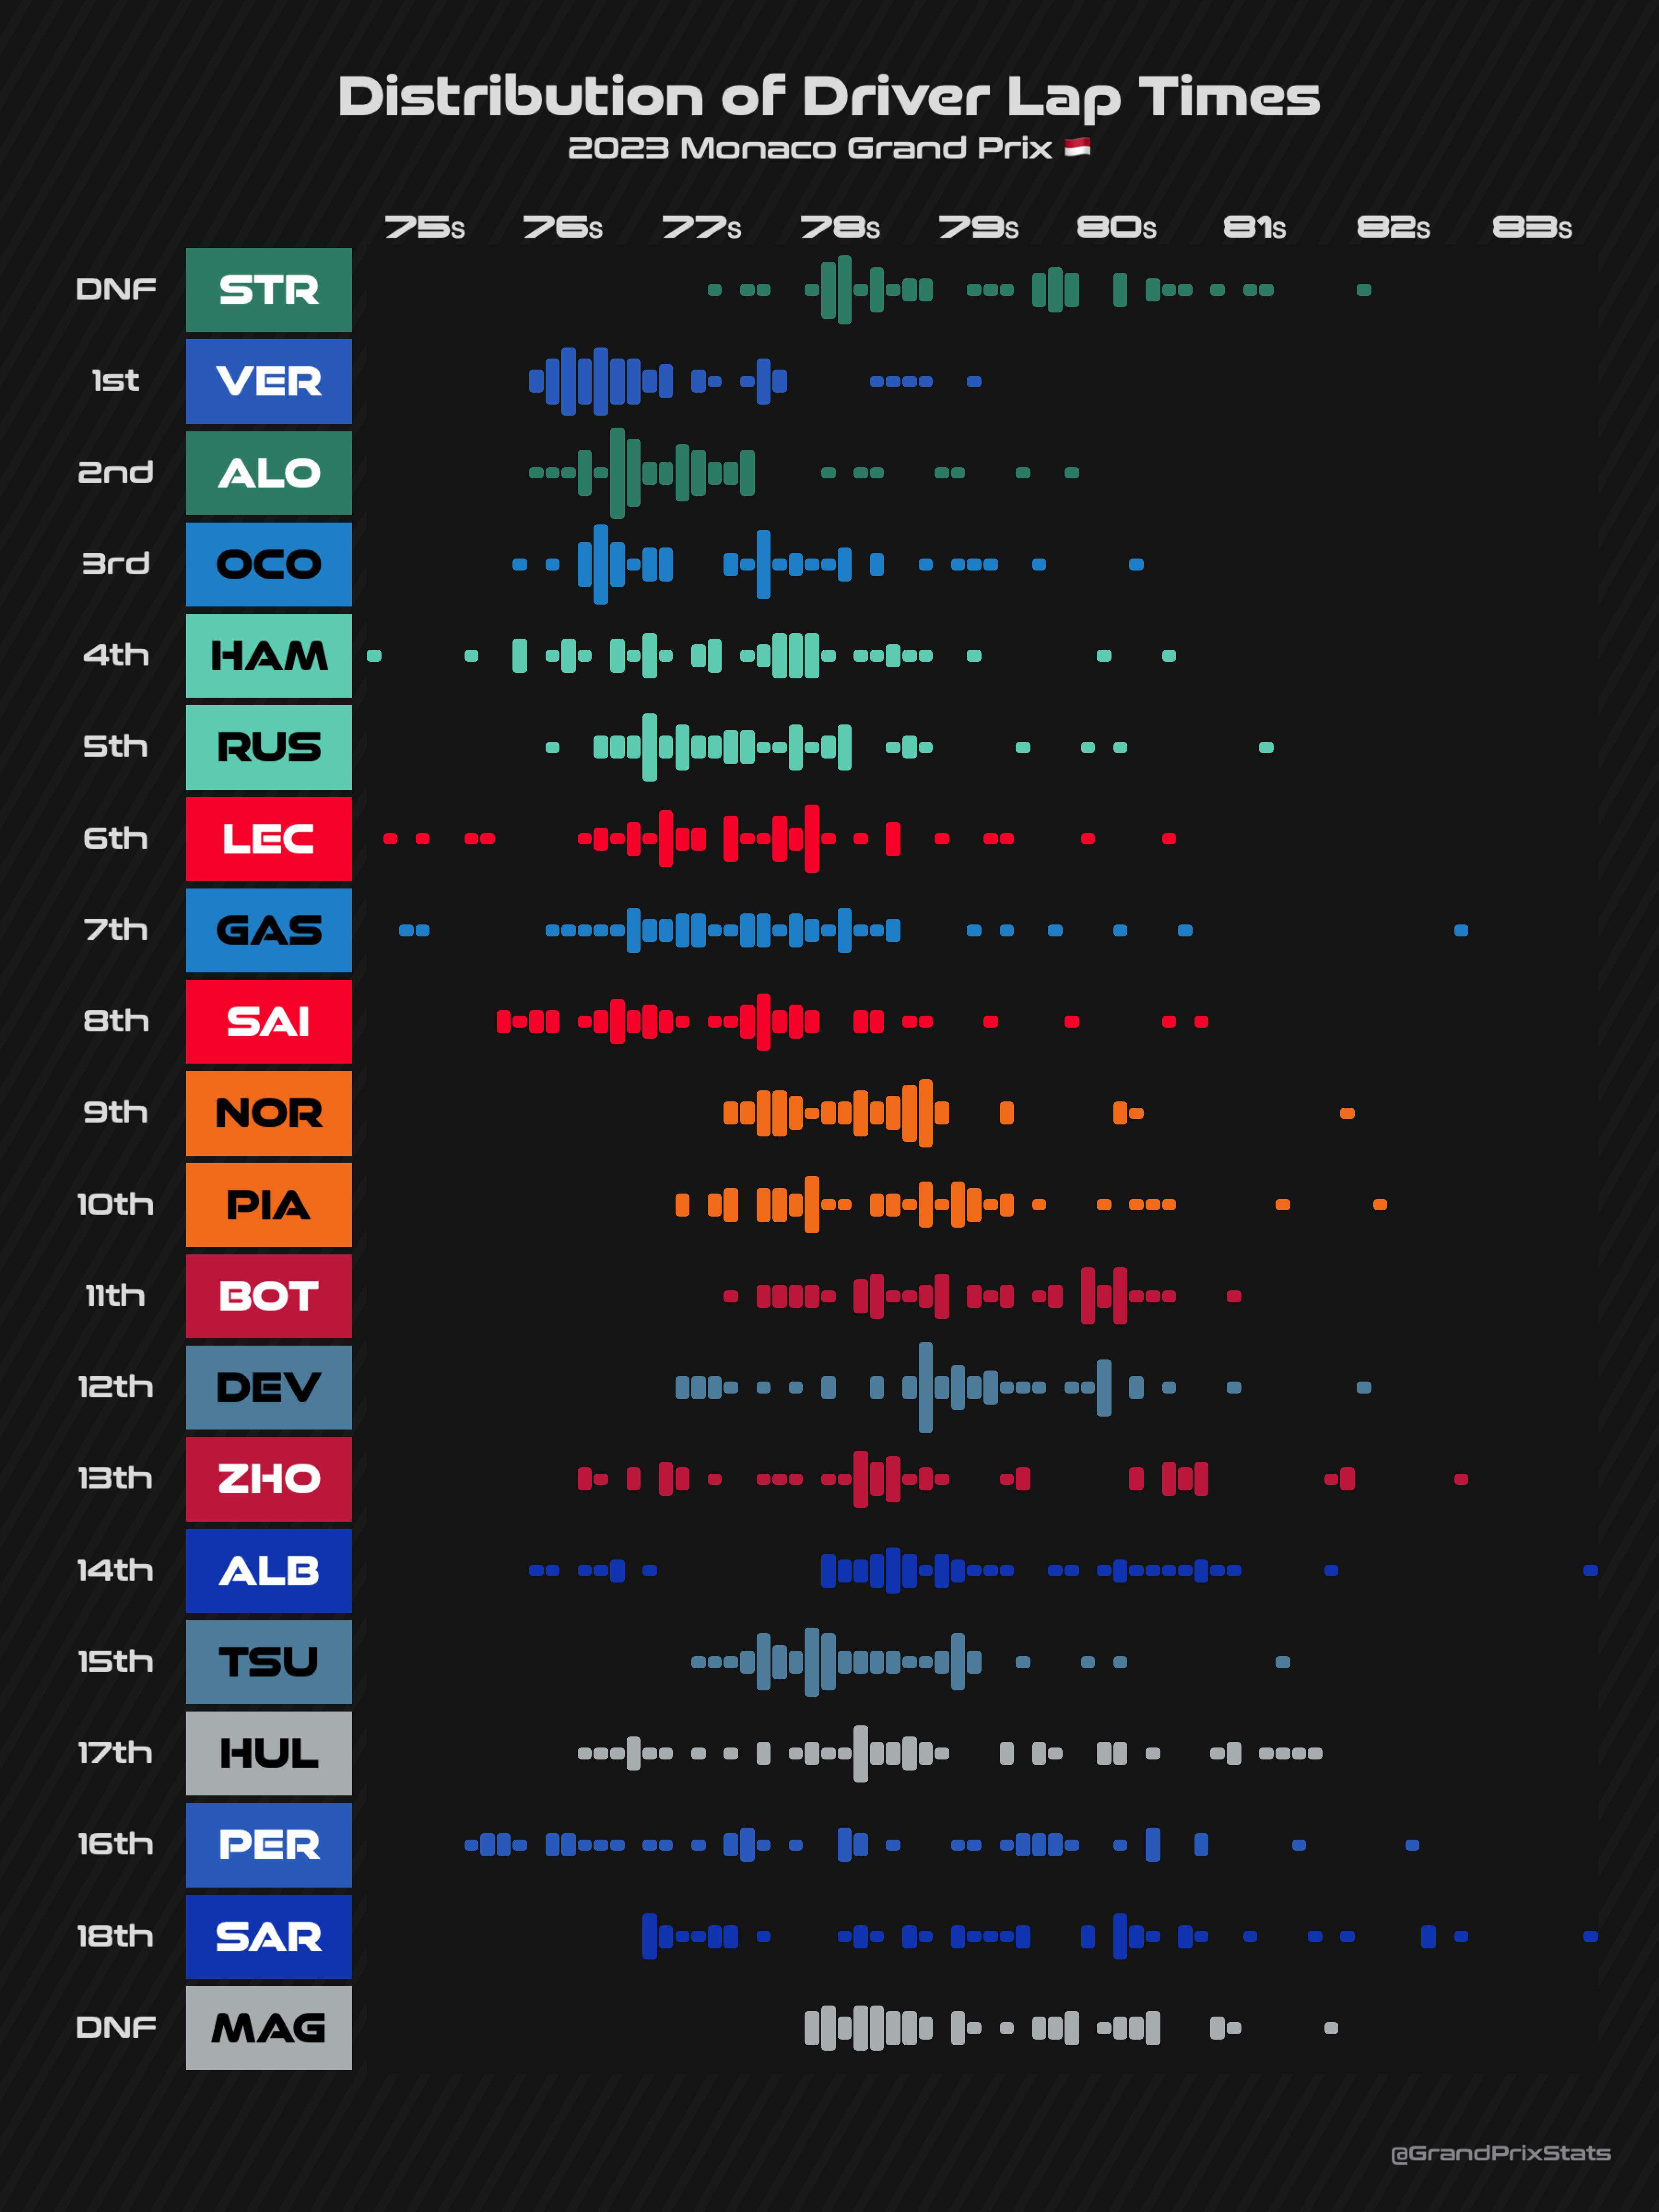 Distribution of Driver Lap Times
2023 Monaco Grand Prix 🇲🇨
75s 76s 77s 78s 79s 80s 81s 82s 83s
DNF STR
1st VER
2nd ALO
3rd OCO
4th HAM
5th RUS
6th LEC
7th GAS
8th SAI
9th NOR
10th PIA
11th BOT
12th DEV
13th ZHO
14th ALB
15th TSU
17th HUL
16th PER
18th SAR
DNF MAG
@GrandPrixStats